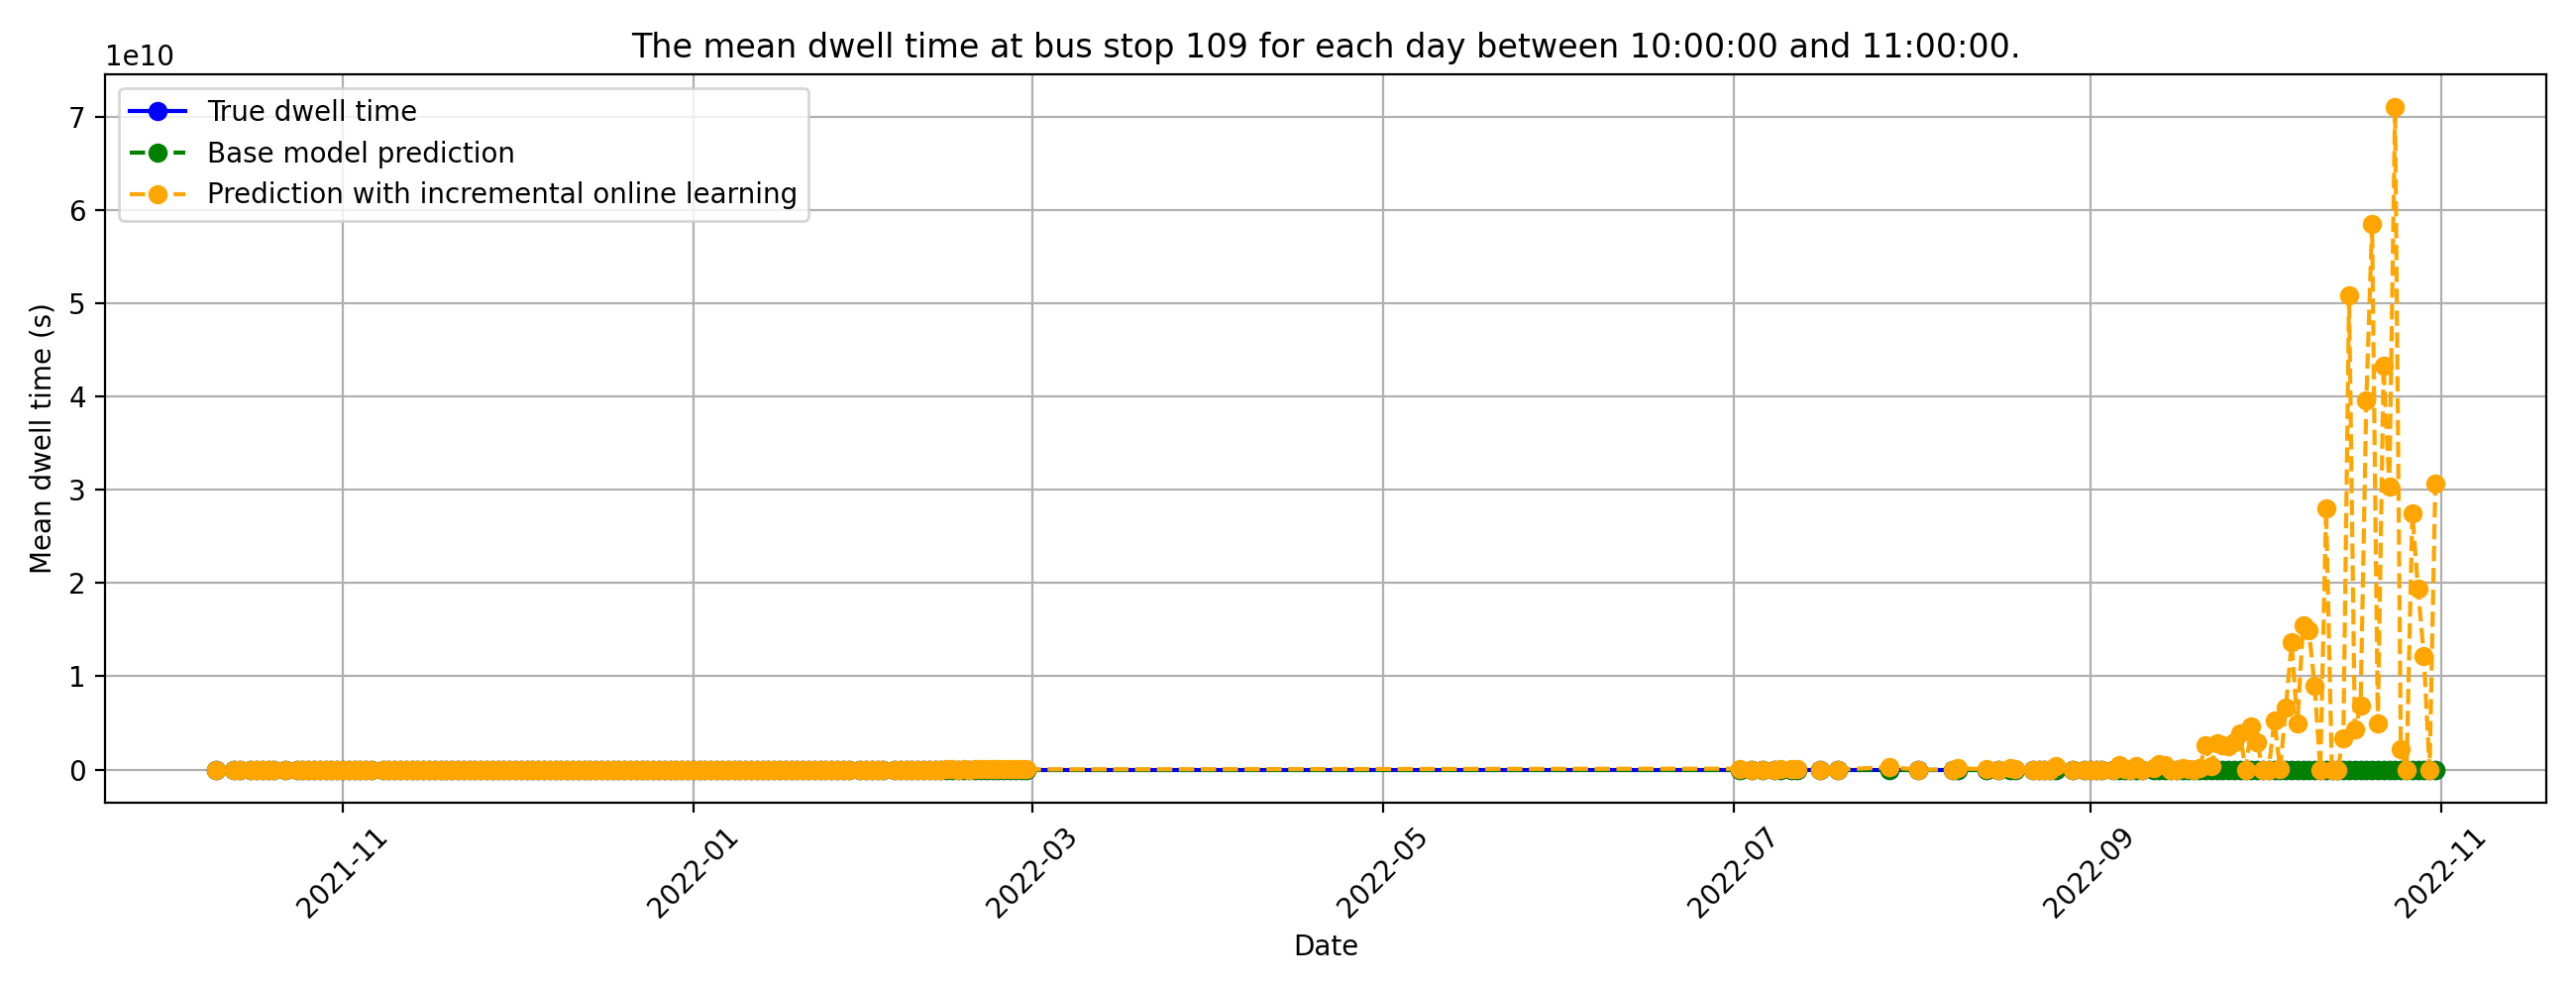 The mean dwell time at bus stop 109 for each day between 10:00:00 and 11:00:00.
1e10
True dwell time
Base model prediction
Prediction with incremental online learning
7
6
5
4
3
2
1
0
Mean dwell time (s)
2021-11
2022-01
2022-03
2022-05
2022-07
2022-09
2022-11
Date